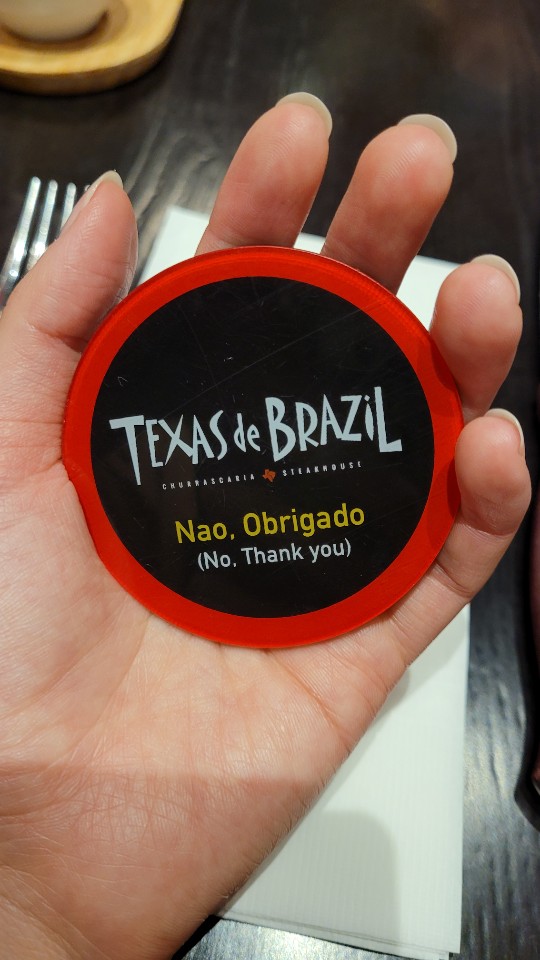 TEXAS de BRAZiL
CHURRASCARIA STEAKHOUSE
Nao, Obrigado
(No, Thank you)